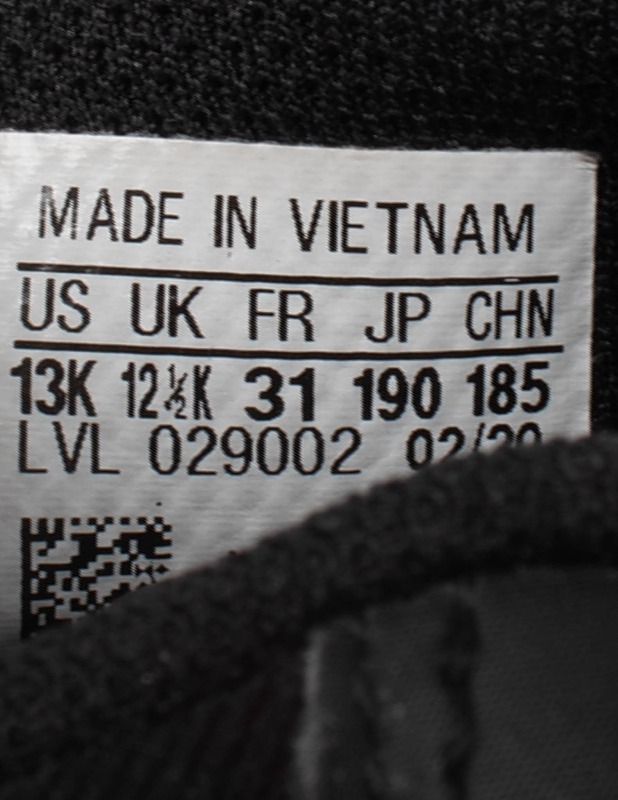 MADE IN VIETNAM
US UK FR JP CHN
13K 12½K 31 190 185
LVL 029002